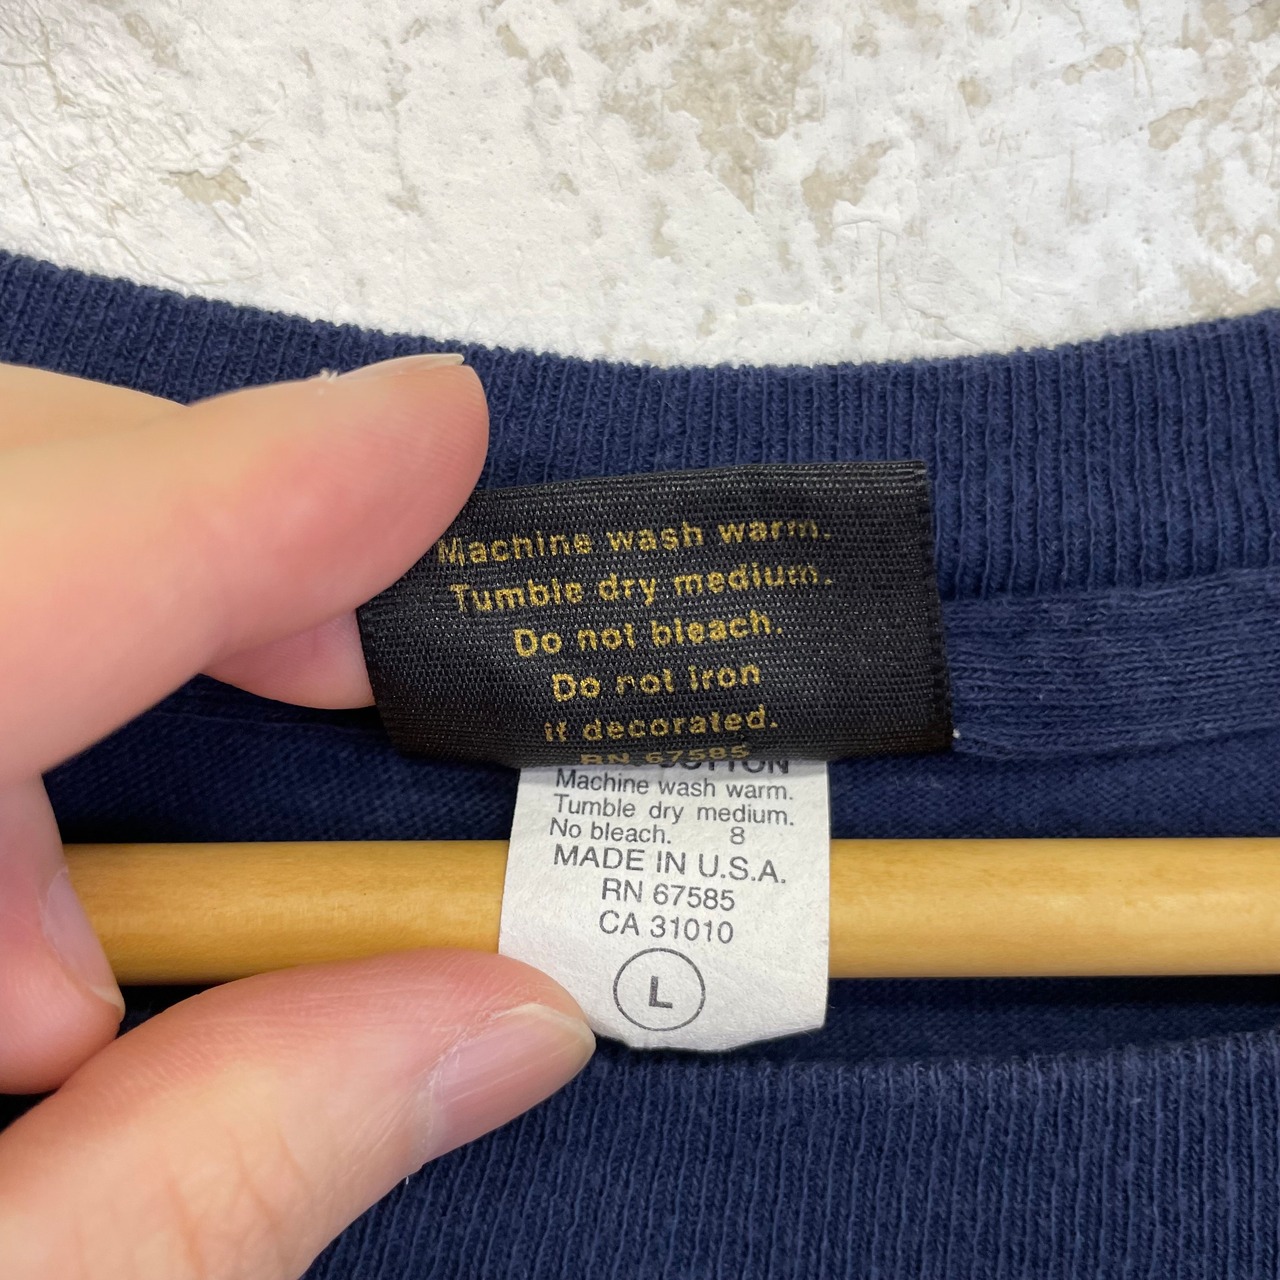 Machine wash warm.
Tumble dry medium.
Do not bleach.
Do not iron
if decorated.
RN 67585
COTTON
Machine wash warm.
Tumble dry medium.
No bleach. 8
MADE IN U.S.A.
RN 67585
CA 31010
L